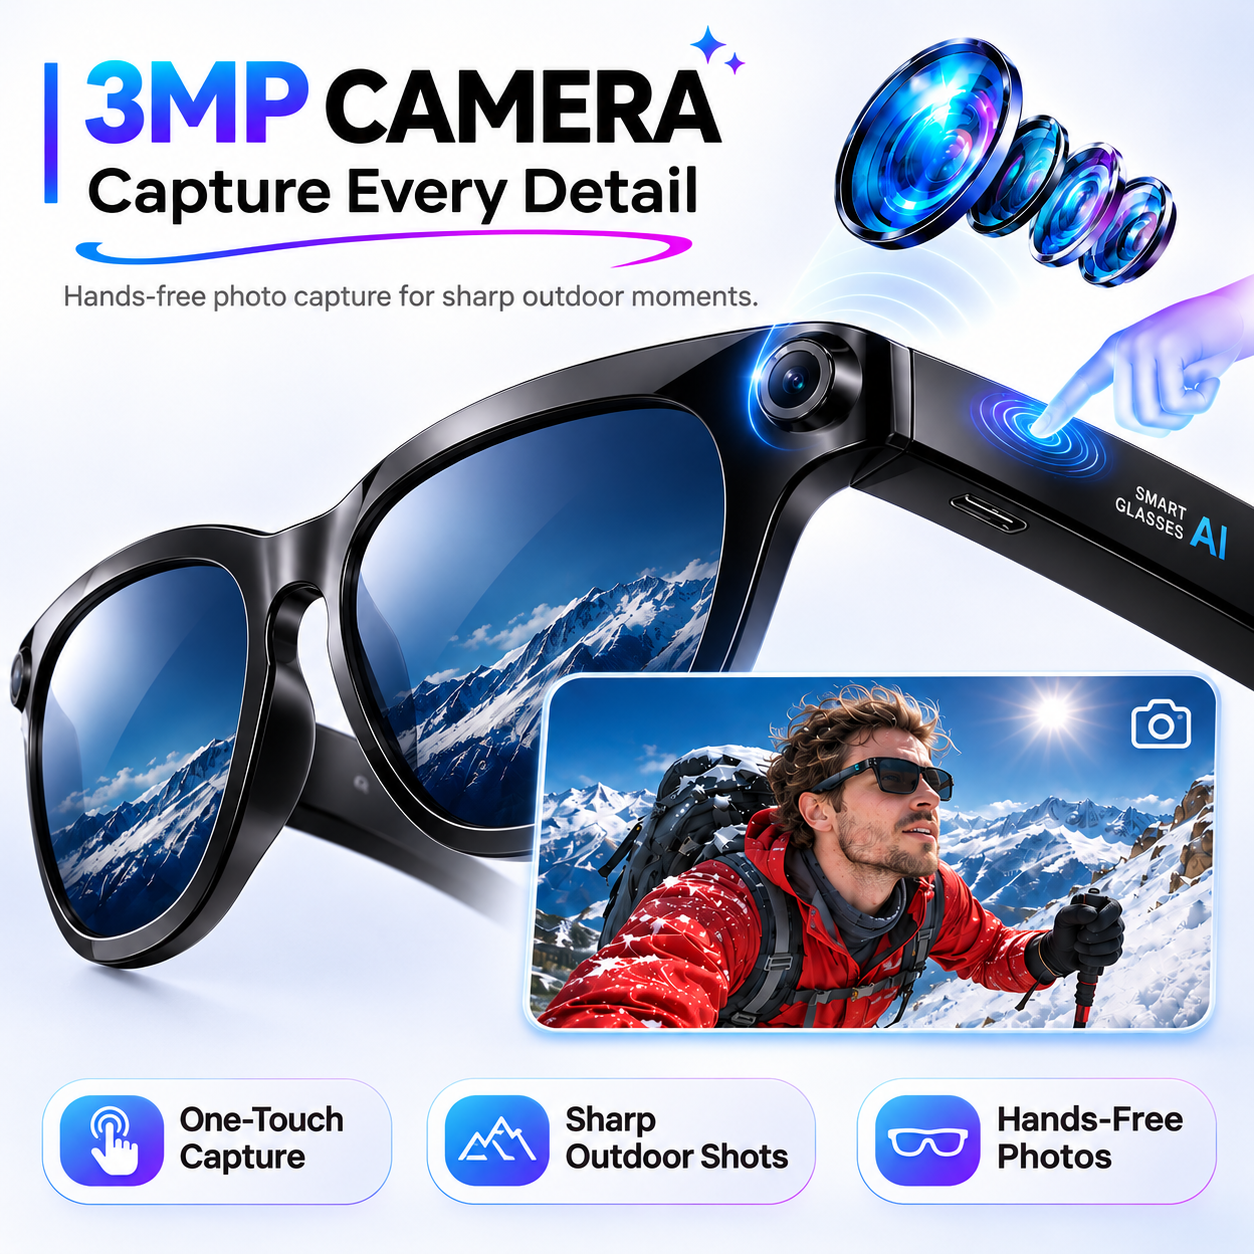 3MP CAMERA
Capture Every Detail
Hands-free photo capture for sharp outdoor moments.
SMART
GLASSES AI
One-Touch
Capture
Sharp
Outdoor Shots
Hands-Free
Photos